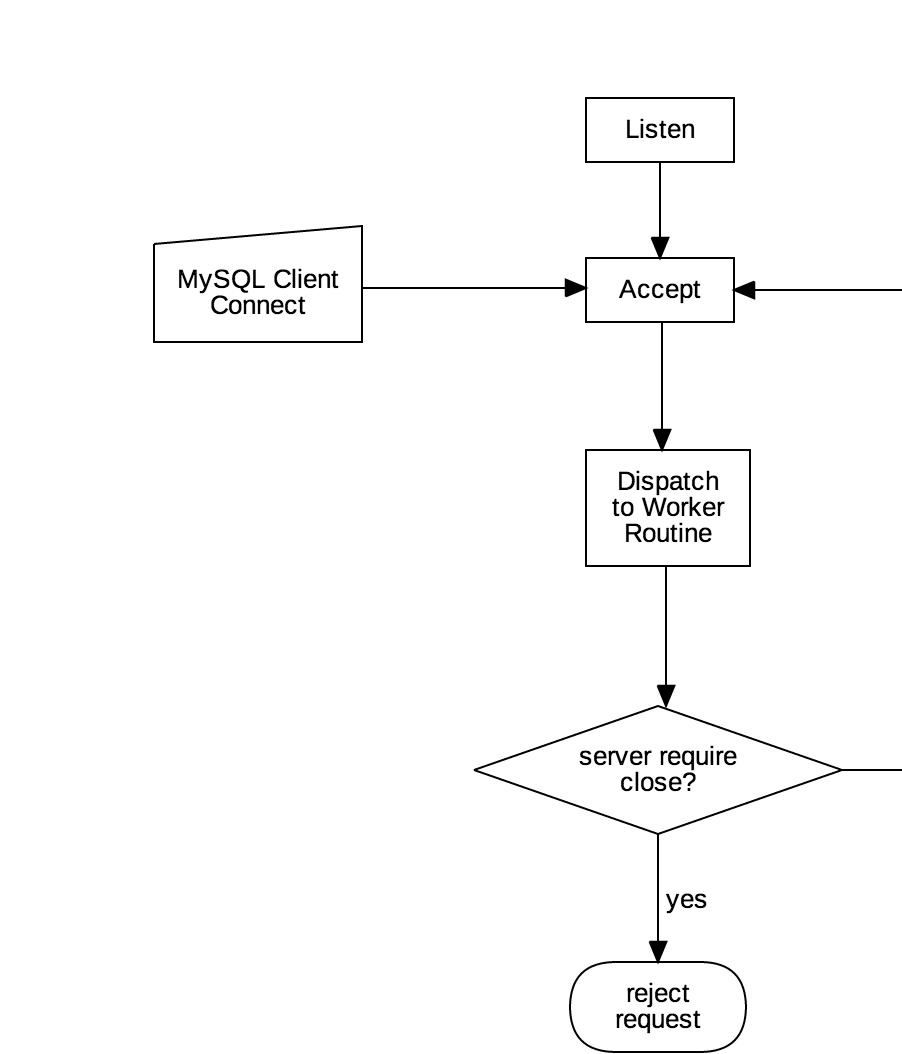 Listen
MySQL Client
Connect
Accept
Dispatch
to Worker
Routine
server require
close?
yes
reject
request